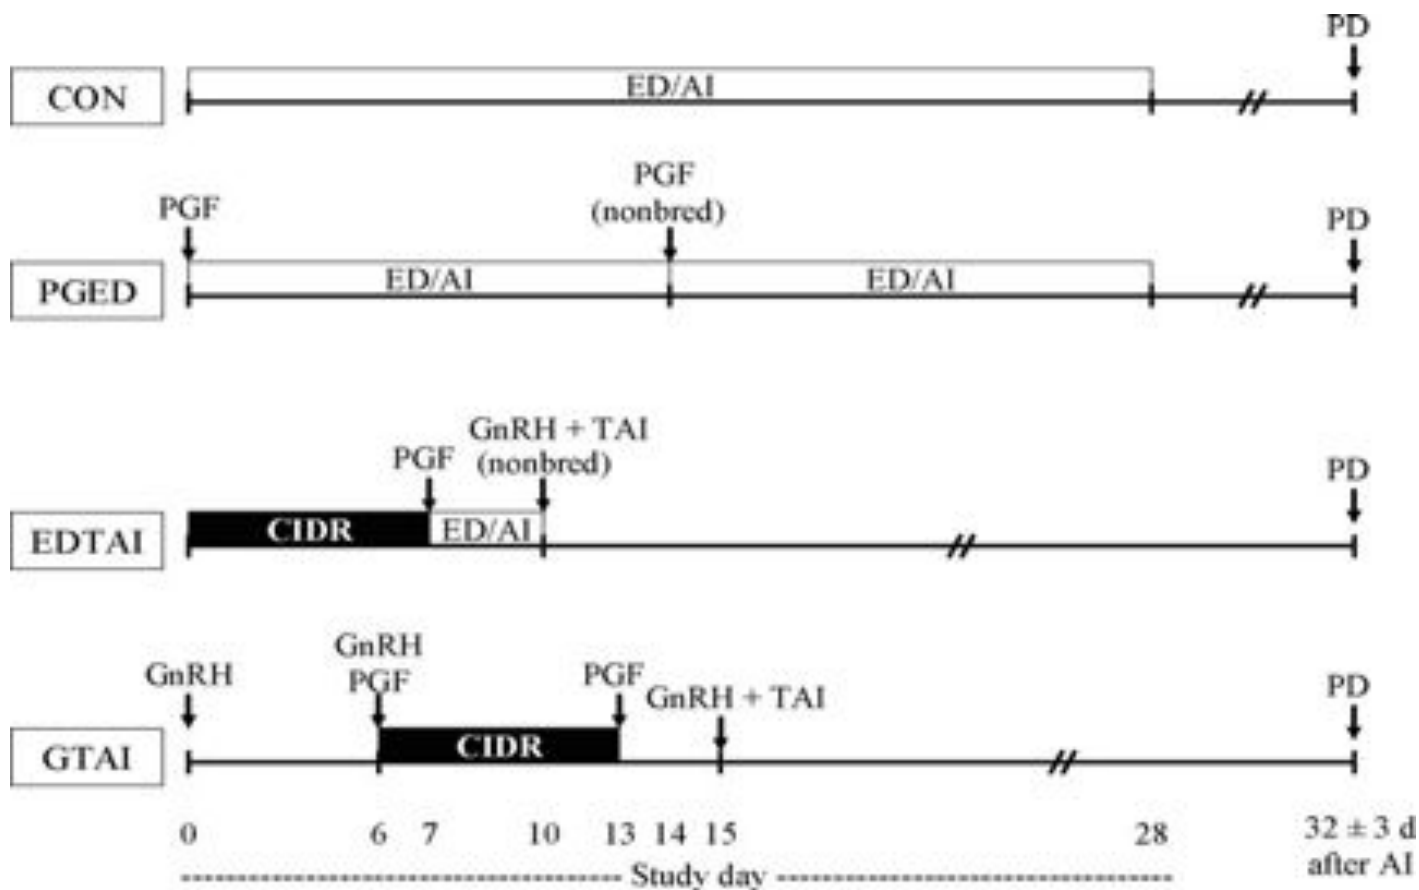 PD
CON
ED/AI
PGF
PGF
(nonbred)
PD
PGED
ED/AI
ED/AI
GnRH + TAI
(nonbred)
PGF
PD
EDTAI
CIDR
ED/AI
GnRH
GnRH
PGF
PGF
GnRH + TAI
PD
GTAI
CIDR
0 6 7 10 13 14 15 28 32 ± 3 d
after AI
Study day